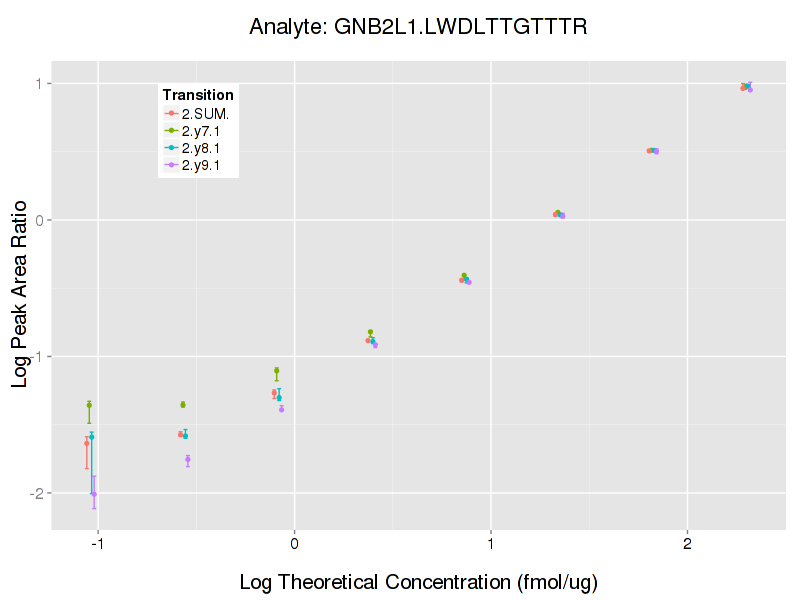 Analyte: GNB2L1.LWDLTTGTTTR
Log Peak Area Ratio
1
0
-1
-2
Transition
2.SUM.
2.y7.1
2.y8.1
2.y9.1
-1
0
1
2
Log Theoretical Concentration (fmol/ug)